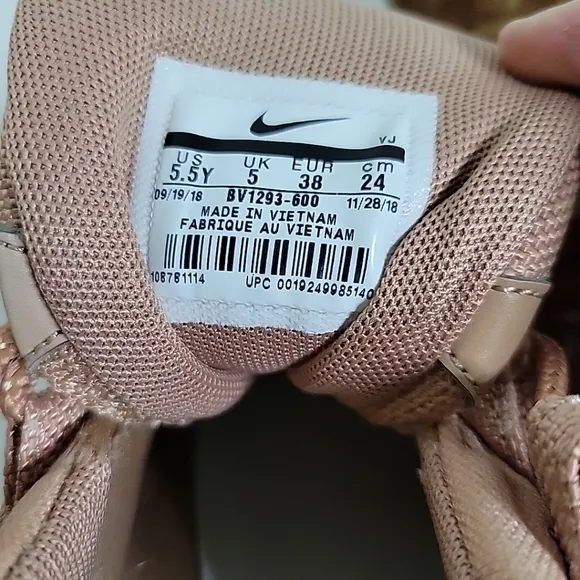 VJ
US UK EUR cm
5.5Y 5 38 24
09/19/18 BV1293-600 11/28/18
MADE IN VIETNAM
FABRIQUE AU VIETNAM
108781114 UPC 0019249985140